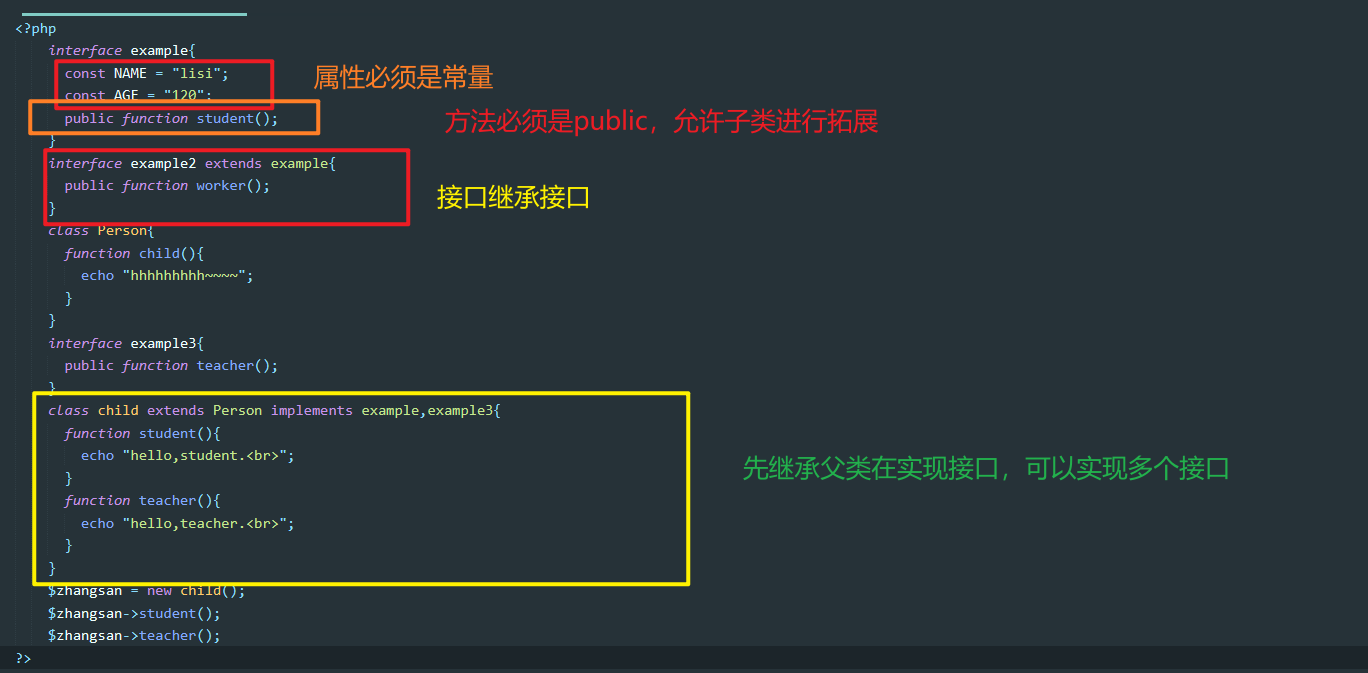 <?php
interface example{
const NAME = "lisi";
属性必须是常量
const AGE = "120";
public function student();
方法必须是public，允许子类进行拓展
}
interface example2 extends example{
public function worker();
接口继承接口
}
class Person{
function child(){
echo "hhhhhhhhh~~~~";
}
}
interface example3{
public function teacher();
}
class child extends Person implements example,example3{
function student(){
echo "hello,student.<br>";
先继承父类在实现接口，可以实现多个接口
}
function teacher(){
echo "hello,teacher.<br>";
}
}
$zhangsan = new child();
$zhangsan->student();
$zhangsan->teacher();
?>